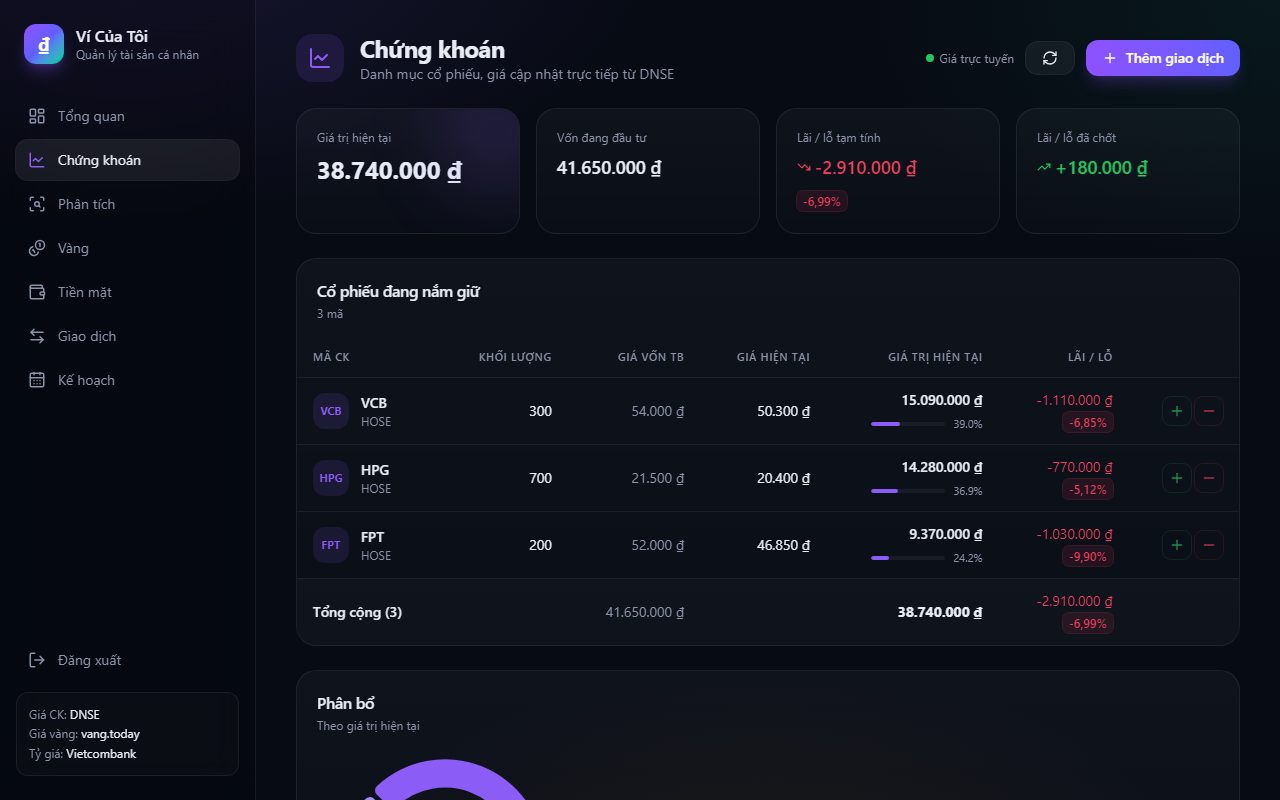 ₫
Ví Của Tôi
Quản lý tài sản cá nhân
Tổng quan
Chứng khoán
Phân tích
Vàng
Tiền mặt
Giao dịch
Kế hoạch
Đăng xuất
Giá CK: DNSE
Giá vàng: vang.today
Tỷ giá: Vietcombank
Chứng khoán
Danh mục cổ phiếu, giá cập nhật trực tiếp từ DNSE
Giá trực tuyến
Thêm giao dịch
Giá trị hiện tại
38.740.000 ₫
Vốn đang đầu tư
41.650.000 ₫
Lãi / lỗ tạm tính
-2.910.000 ₫
-6,99%
Lãi / lỗ đã chốt
+180.000 ₫
Cổ phiếu đang nắm giữ
3 mã
MÃ CK KHỐI LƯỢNG GIÁ VỐN TB GIÁ HIỆN TẠI GIÁ TRỊ HIỆN TẠI LÃI / LỖ
VCB VCB 300 54.000 ₫ 50.300 ₫ 15.090.000 ₫ -1.110.000 ₫
HOSE 39.0% -6,85%
HPG HPG 700 21.500 ₫ 20.400 ₫ 14.280.000 ₫ -770.000 ₫
HOSE 36.9% -5,12%
FPT FPT 200 52.000 ₫ 46.850 ₫ 9.370.000 ₫ -1.030.000 ₫
HOSE 24.2% -9,90%
Tổng cộng (3) 41.650.000 ₫ 38.740.000 ₫ -2.910.000 ₫
-6,99%
Phân bổ
Theo giá trị hiện tại